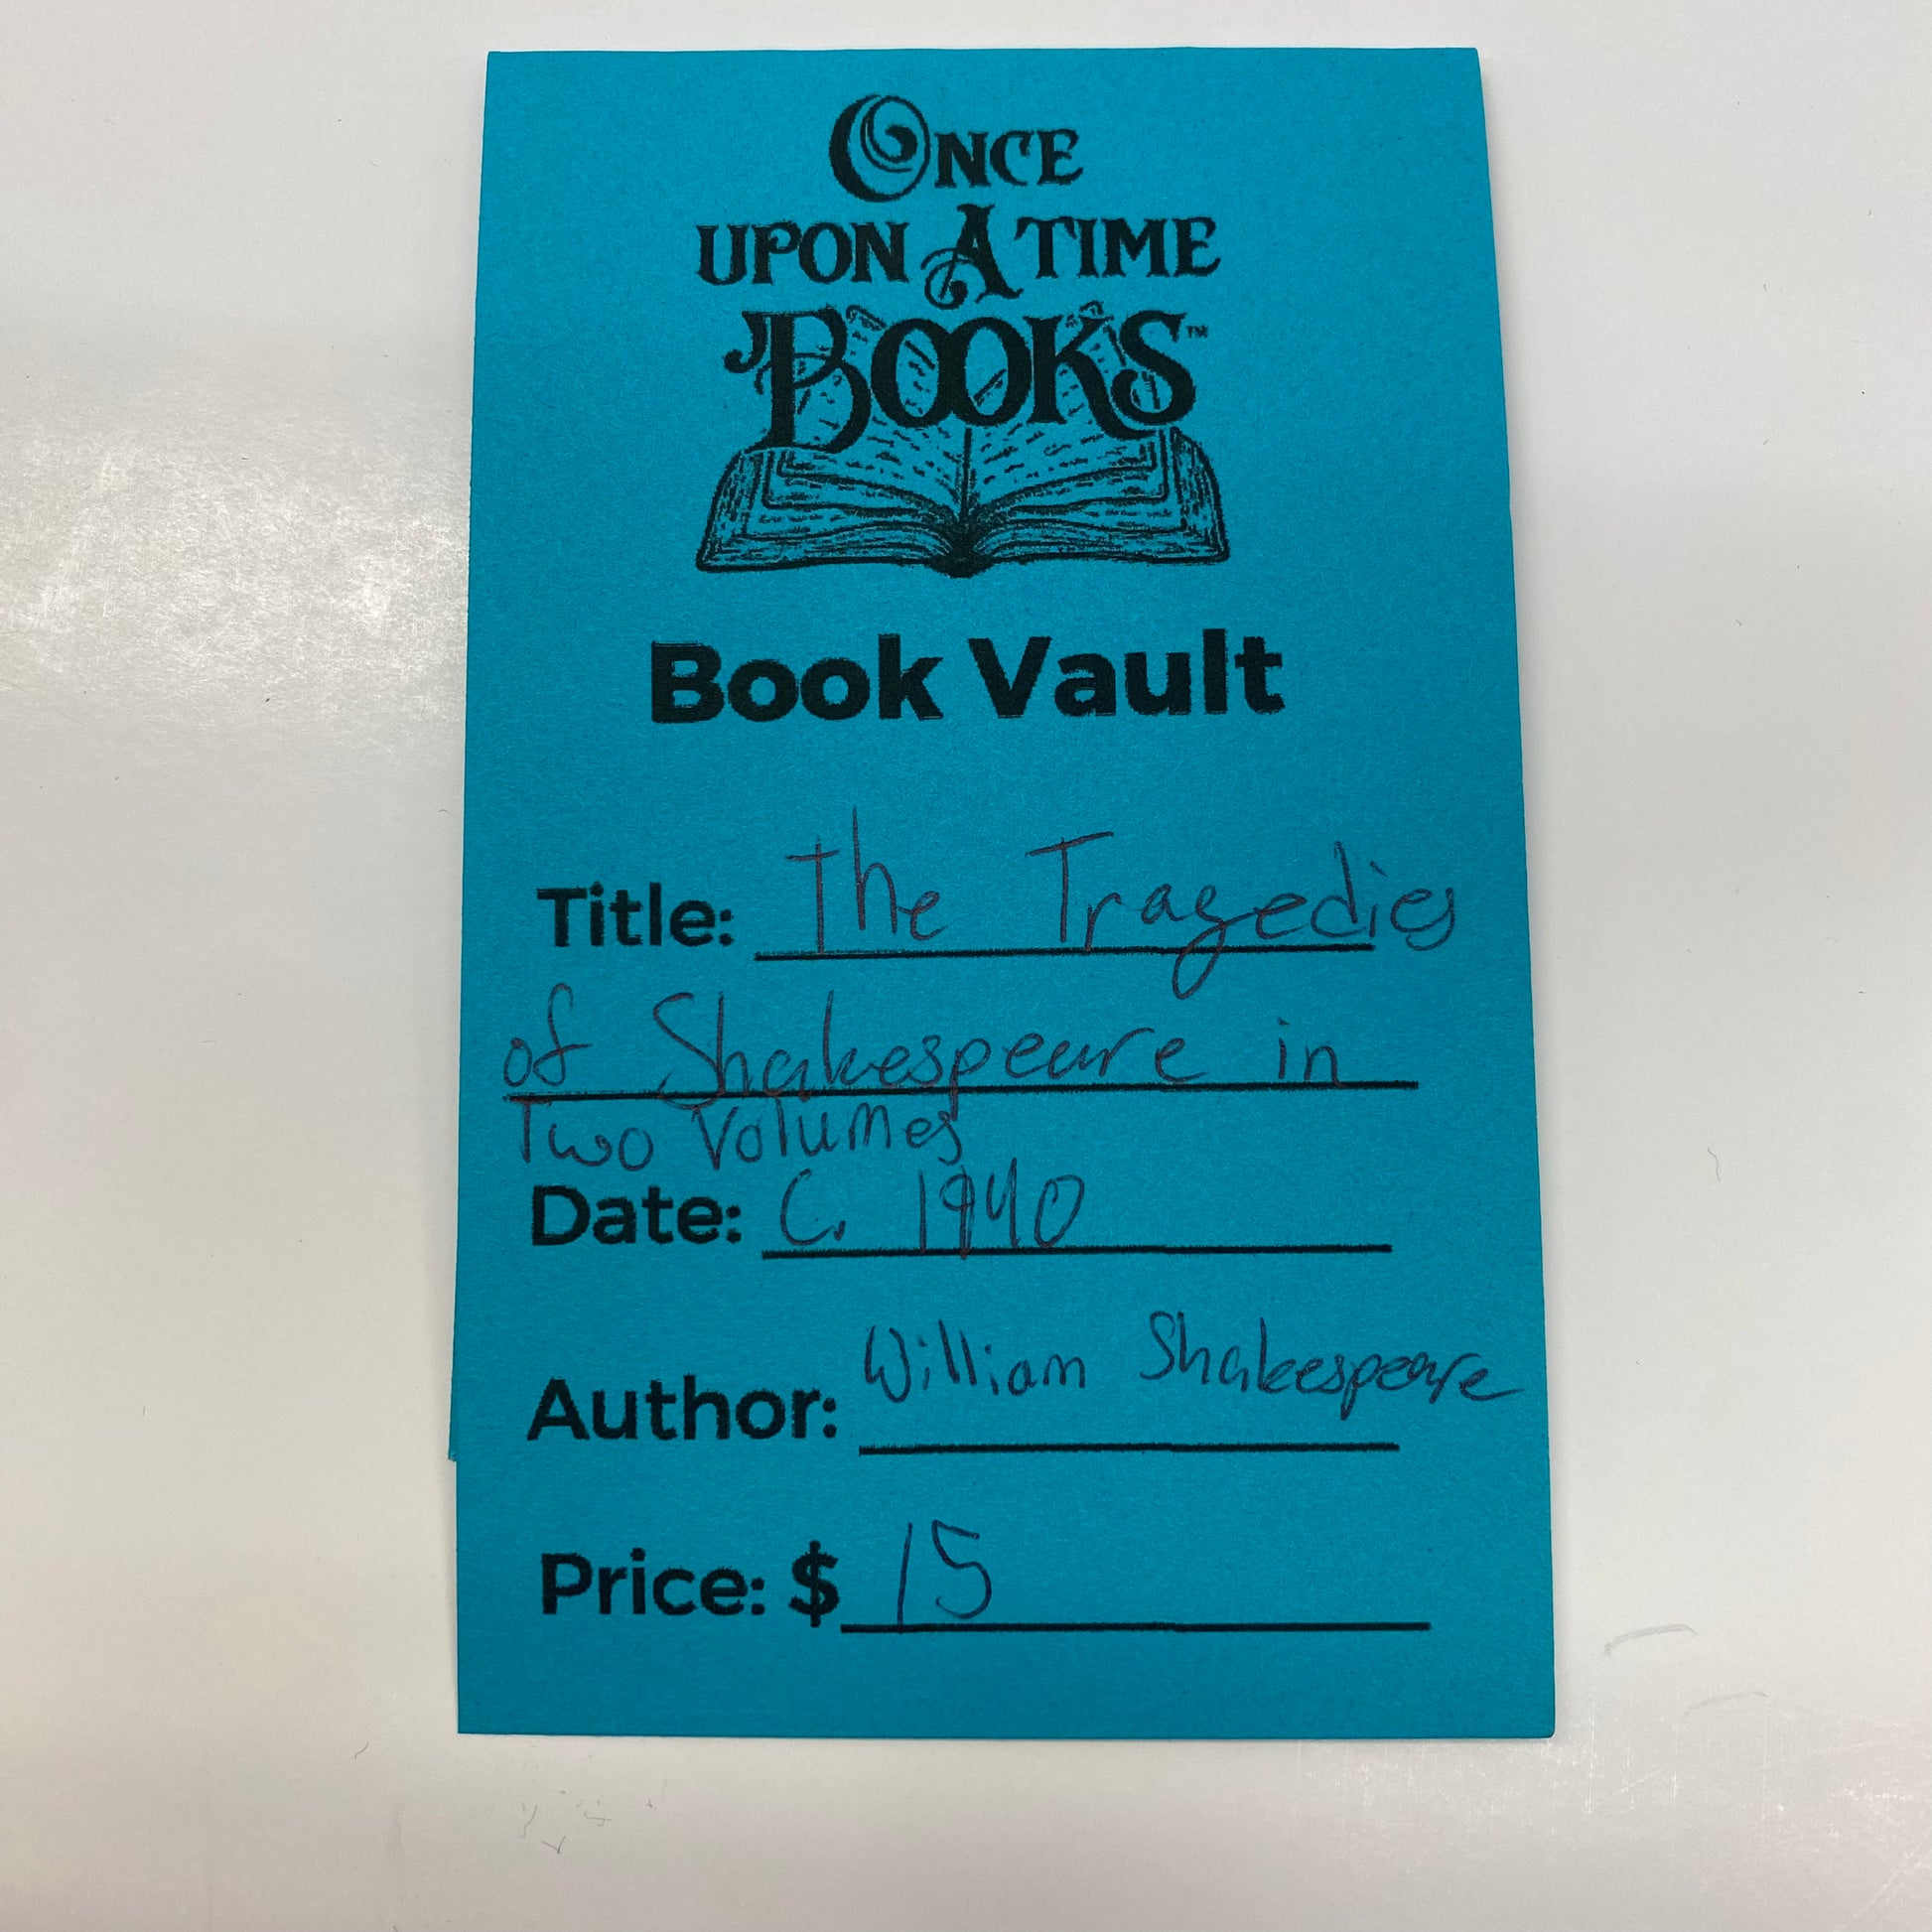 ONCE
UPON A TIME
BOOKS™
Book Vault
Title: The Tragedies
of Shakespeare in
Two Volumes
Date: C. 1940
Author: William Shakespeare
Price: $ 15